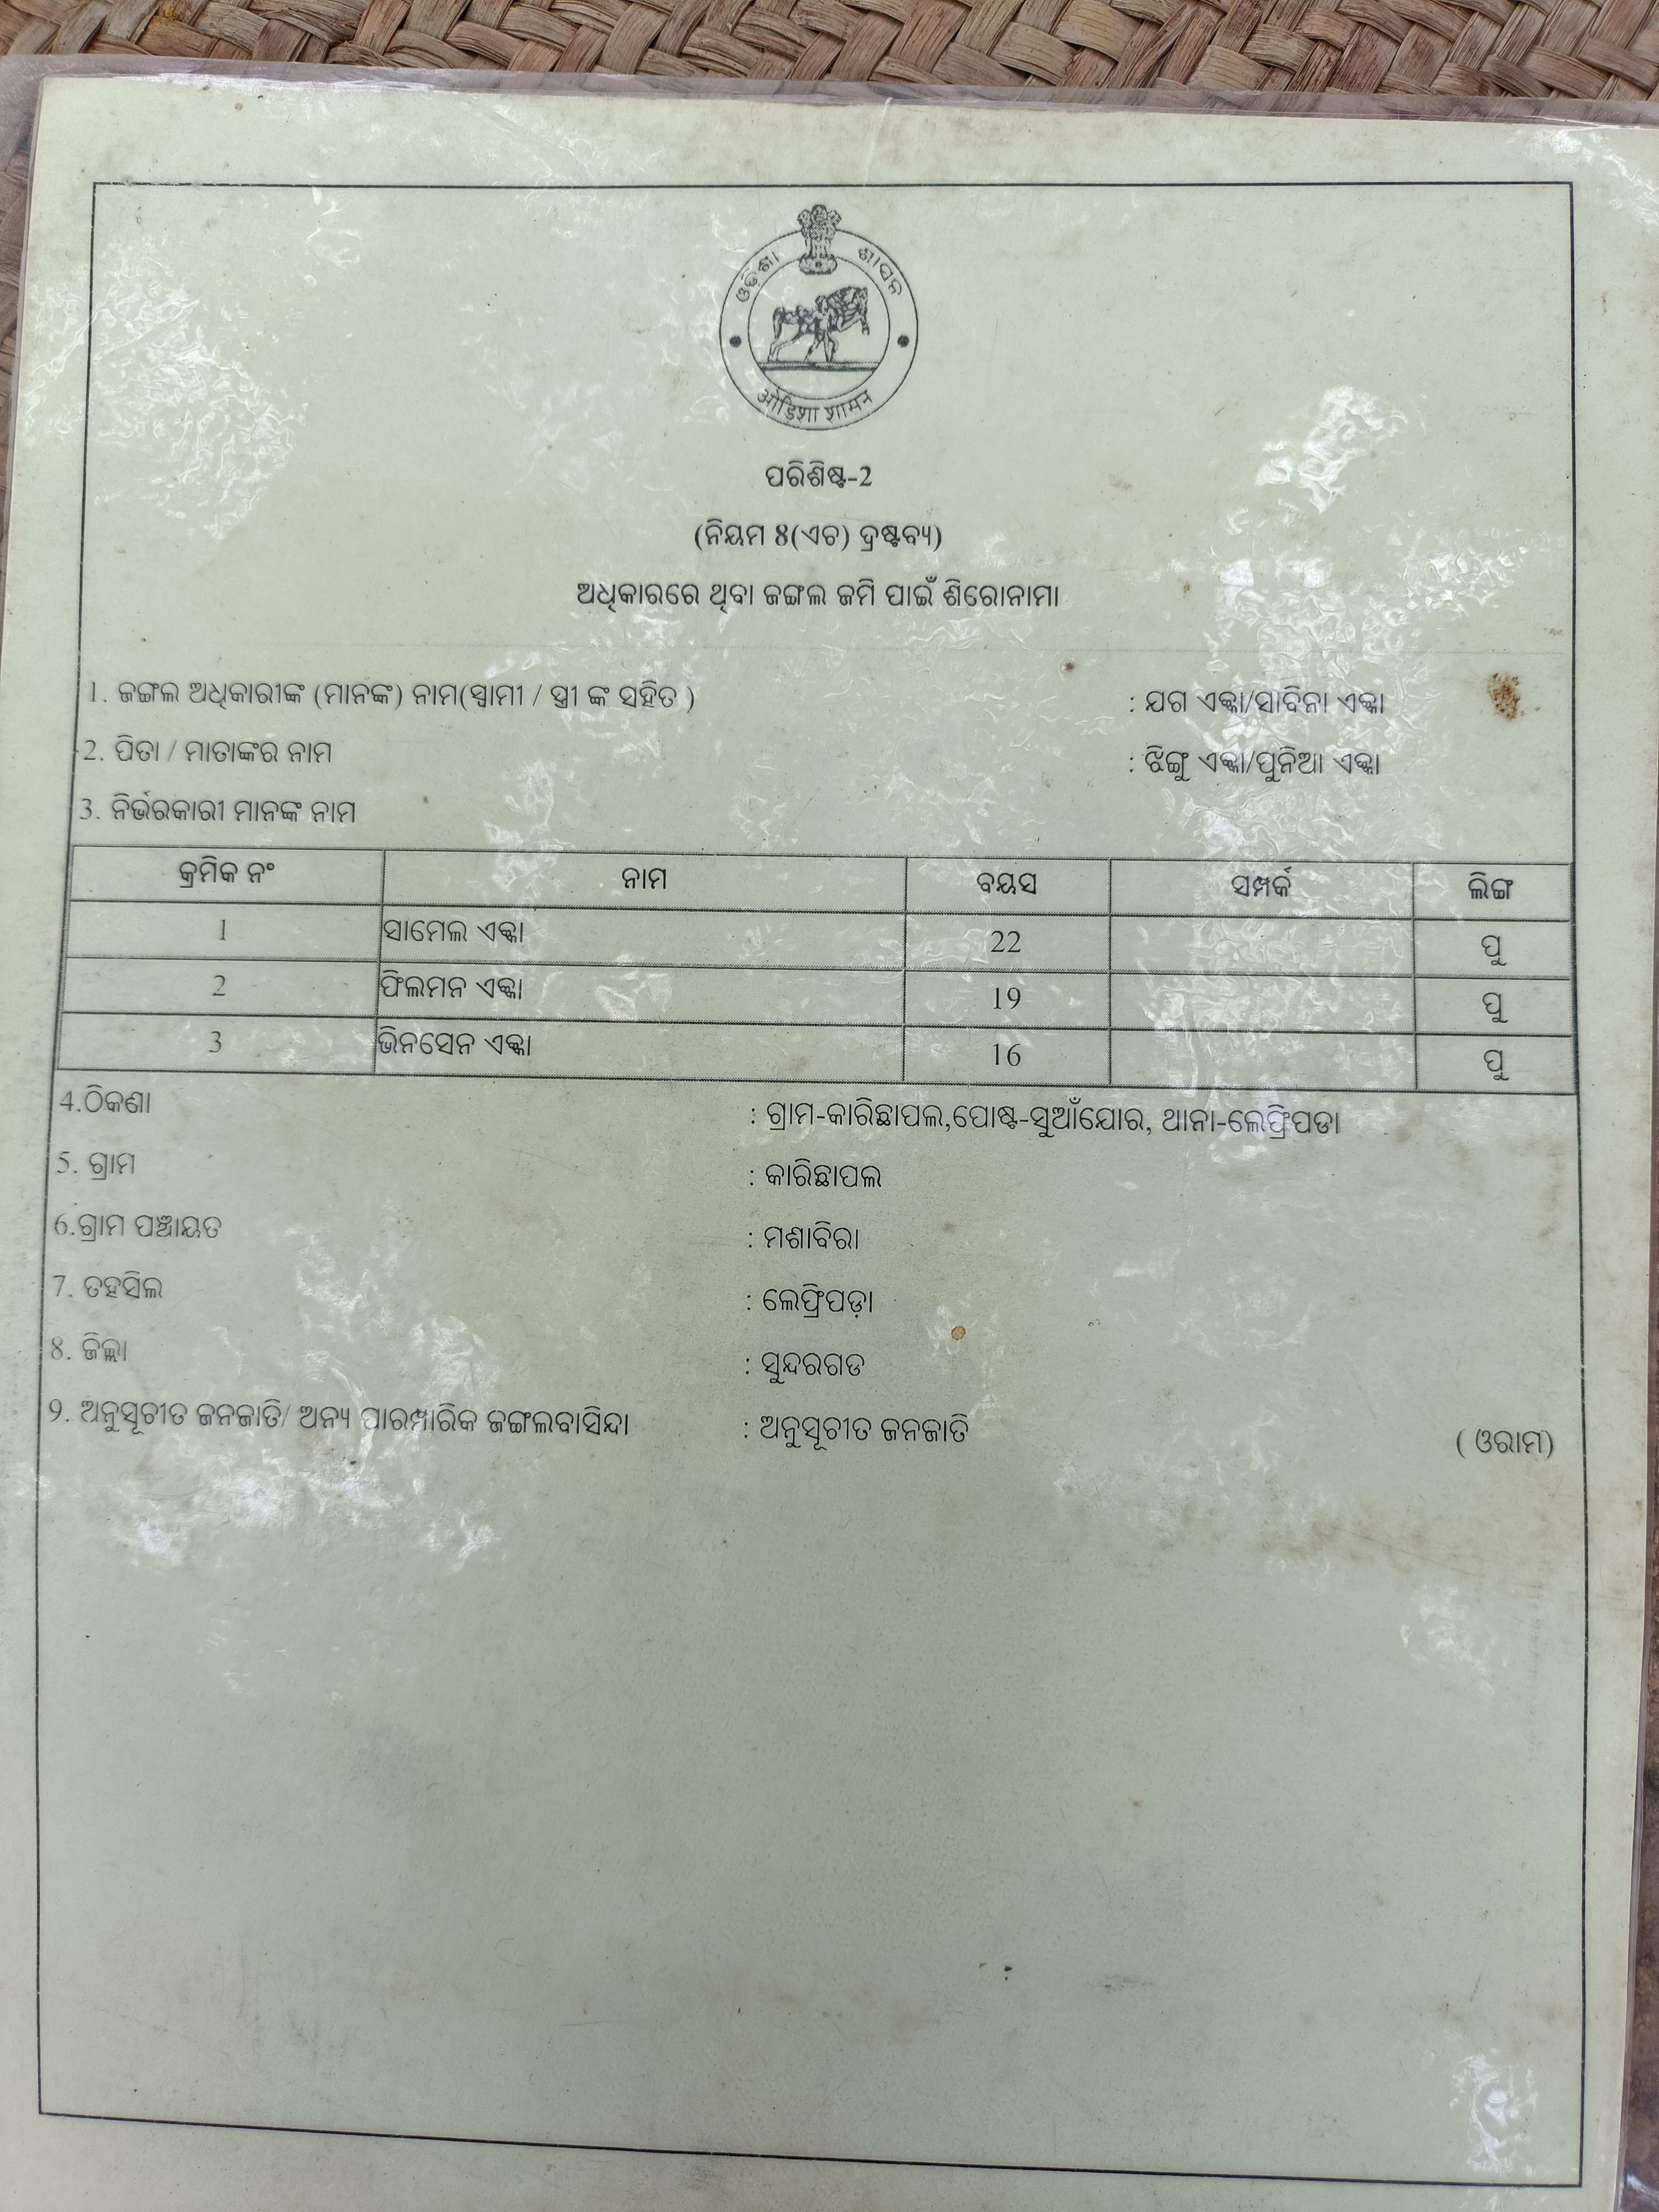 ଓଡ଼ିଶା ଶାସନ
ओड़िशा शासन
ପରିଶିଷ୍ଟ-2
(ନିୟମ ୫(ଏଚ) ଦ୍ରଷ୍ଟବ୍ୟ)
ଅଧିକାରରେ ଥିବା ଜଙ୍ଗଲ ଜମି ପାଇଁ ଶିରୋନାମା
1. ଜଙ୍ଗଲ ଅଧିକାରୀଙ୍କ (ମାନଙ୍କ) ନାମ(ସ୍ୱାମୀ / ସ୍ତ୍ରୀ ଙ୍କ ସହିତ ) : ଯଗ ଏକ୍କା/ସାବିନା ଏକ୍କା
2. ପିତା / ମାତାଙ୍କର ନାମ : ଝିଙ୍ଗୁ ଏକ୍କା/ପୁନିଆ ଏକ୍କା
3. ନିର୍ଭରକାରୀ ମାନଙ୍କ ନାମ
କ୍ରମିକ ନଂ ନାମ ବୟସ ସମ୍ପର୍କ ଲିଙ୍ଗ
1 ସାମେଲ ଏକ୍କା 22 ପୁ
2 ଫିଲମନ ଏକ୍କା 19 ପୁ
3 ଭିନସେନ ଏକ୍କା 16 ପୁ
4.ଠିକଣା : ଗ୍ରାମ-କାରିଛାପଲ,ପୋଷ୍ଟ-ସୁଆଁଯୋର, ଥାନା-ଲେଫ୍ରିପଡା
5. ଗ୍ରାମ : କାରିଛାପଲ
6.ଗ୍ରାମ ପଞ୍ଚାୟତ : ମଶାବିରା
7. ତହସିଲ : ଲେଫ୍ରିପଡ଼ା
8. ଜିଲ୍ଲା : ସୁନ୍ଦରଗଡ
9. ଅନୁସୂଚୀତ ଜନଜାତି/ ଅନ୍ୟ ପାରମ୍ପାରିକ ଜଙ୍ଗଲବାସିନ୍ଦା : ଅନୁସୂଚୀତ ଜନଜାତି ( ଓରାମ)